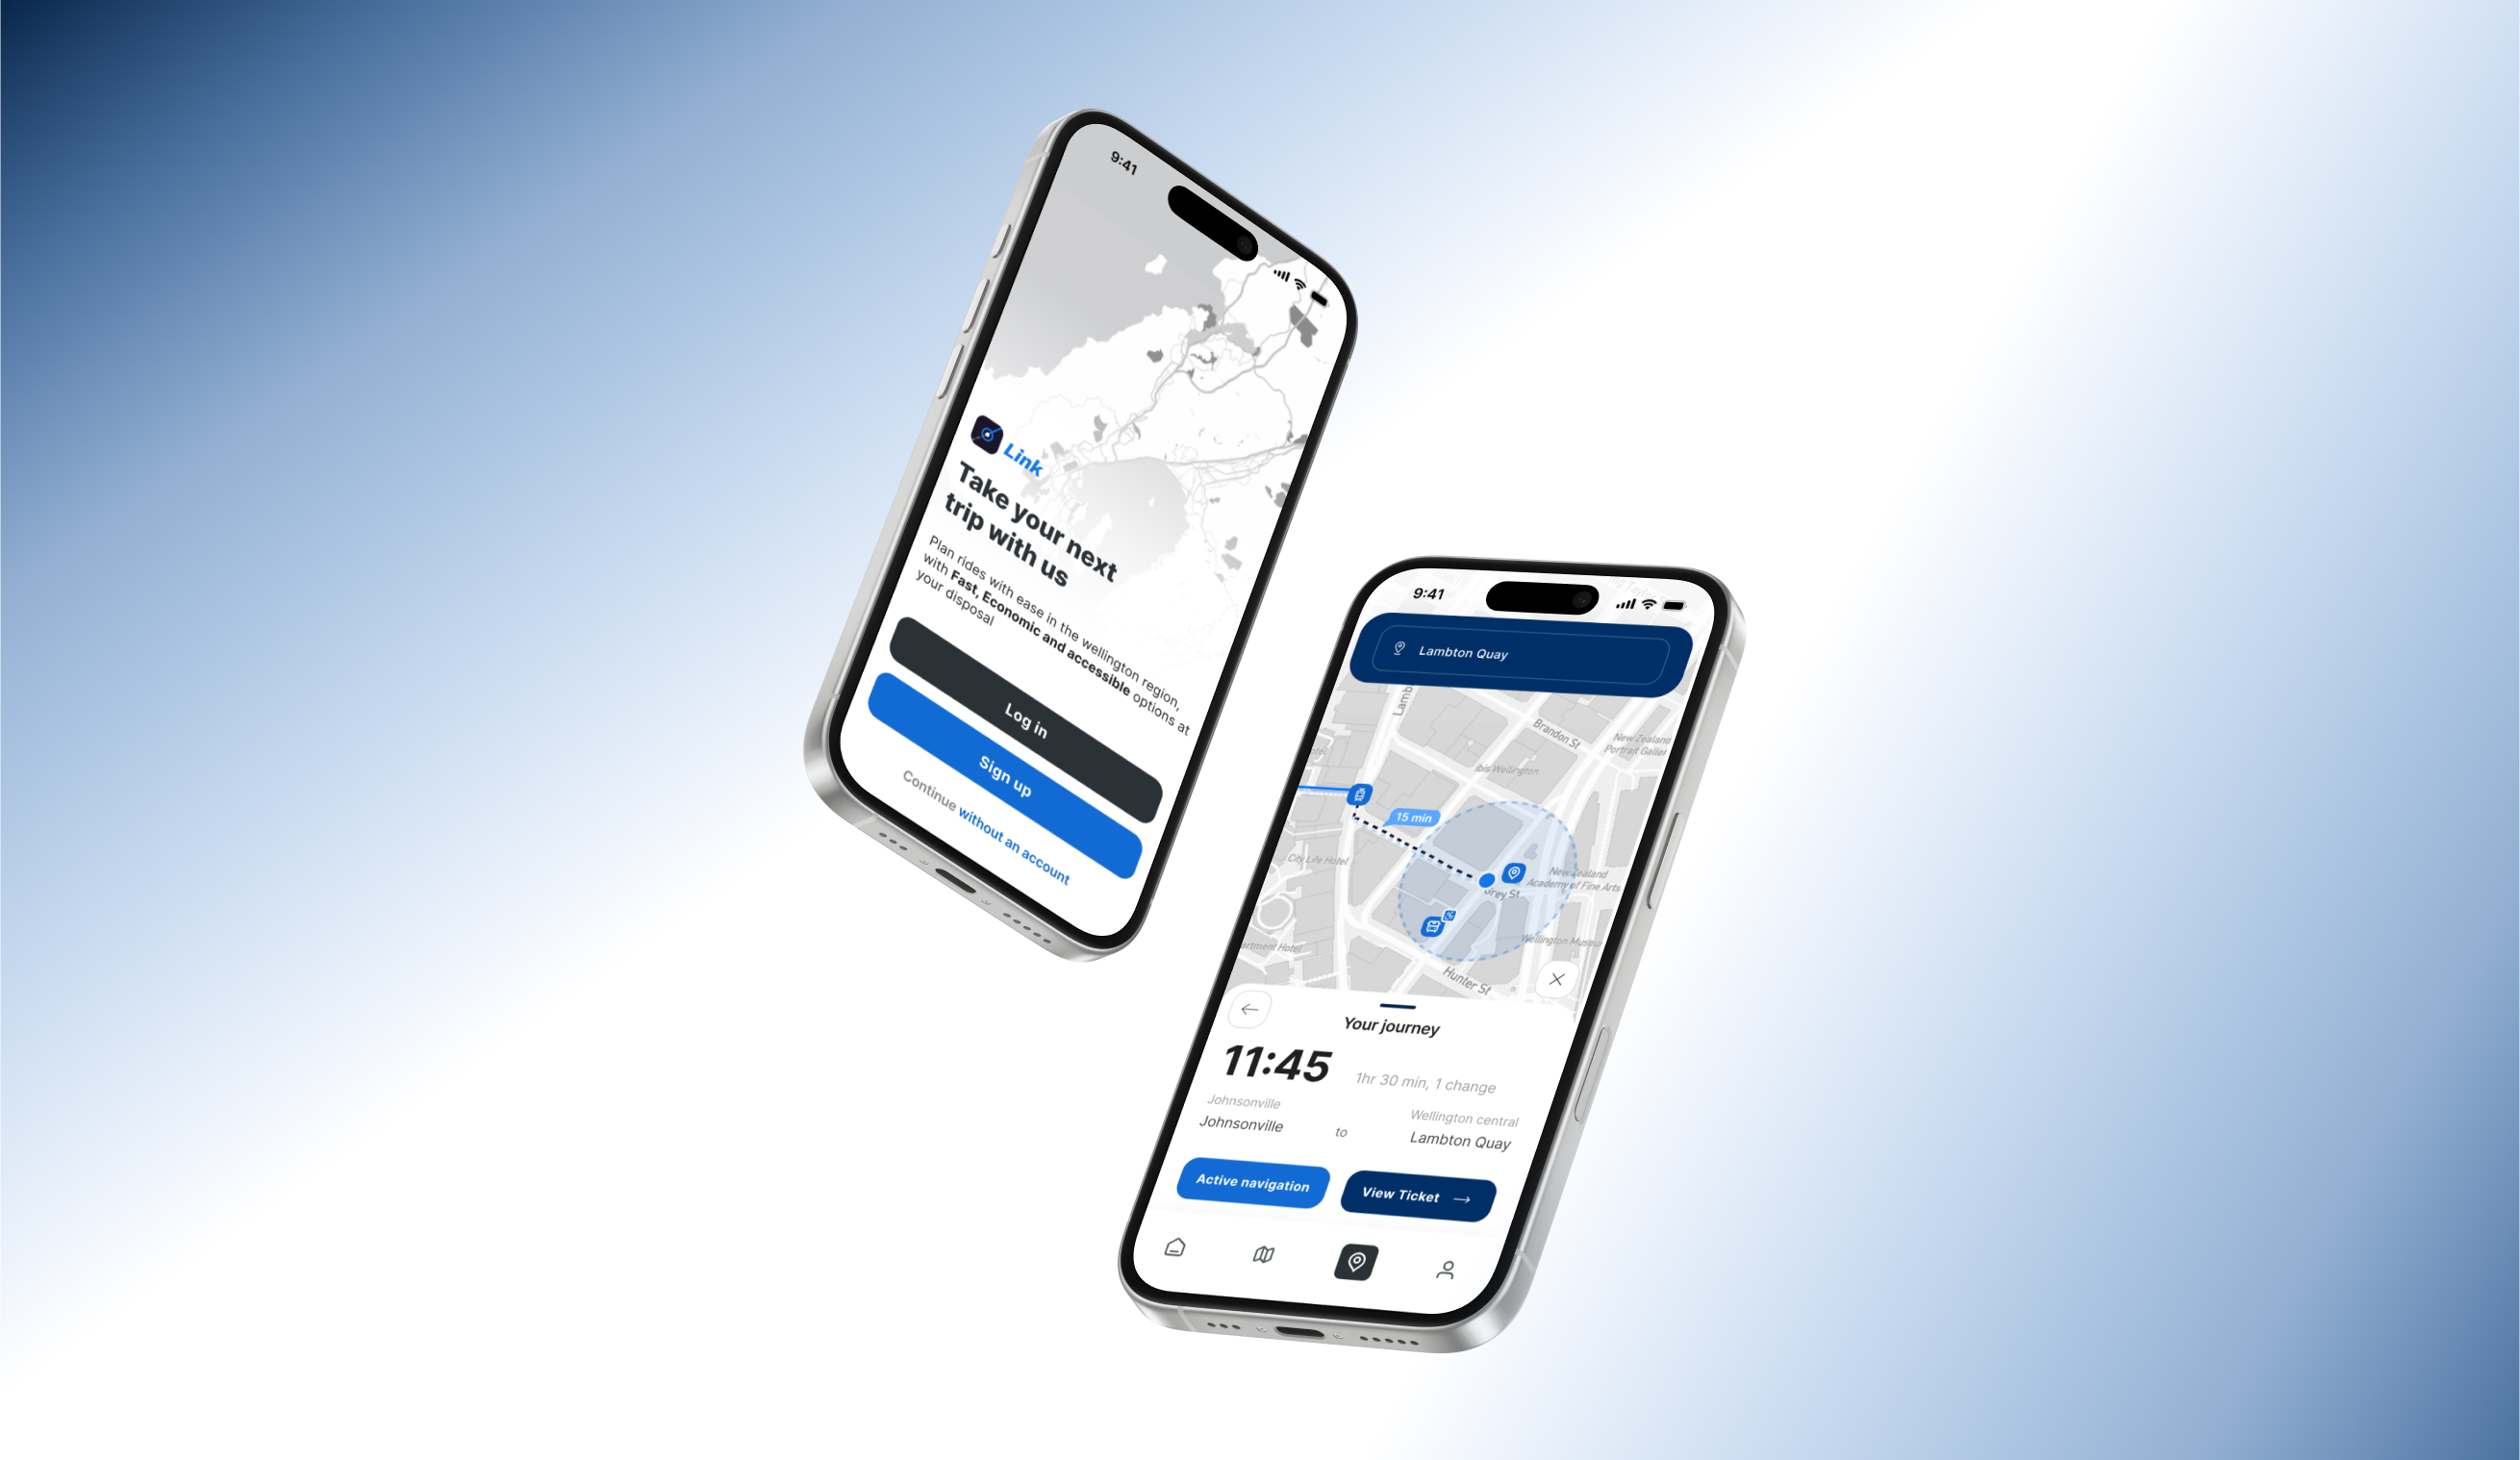 9:41
Link
Take your next
trip with us
Plan rides with ease in the wellington region,
with Fast, Economic and accessible options at
your disposal
Log in
Sign up
Continue without an account
9:41
Lambton Quay
Brandon St
New Zealand
Portrait
ibis Wellington
15 min
City Life Hotel
New Zealand
Academy of Fine Arts
Grey St
Wellington
Hotel
Hunter St
Your journey
11:45
1hr 30 min, 1 change
Johnsonville
Wellington central
Johnsonville
to
Lambton Quay
Active navigation
View Ticket